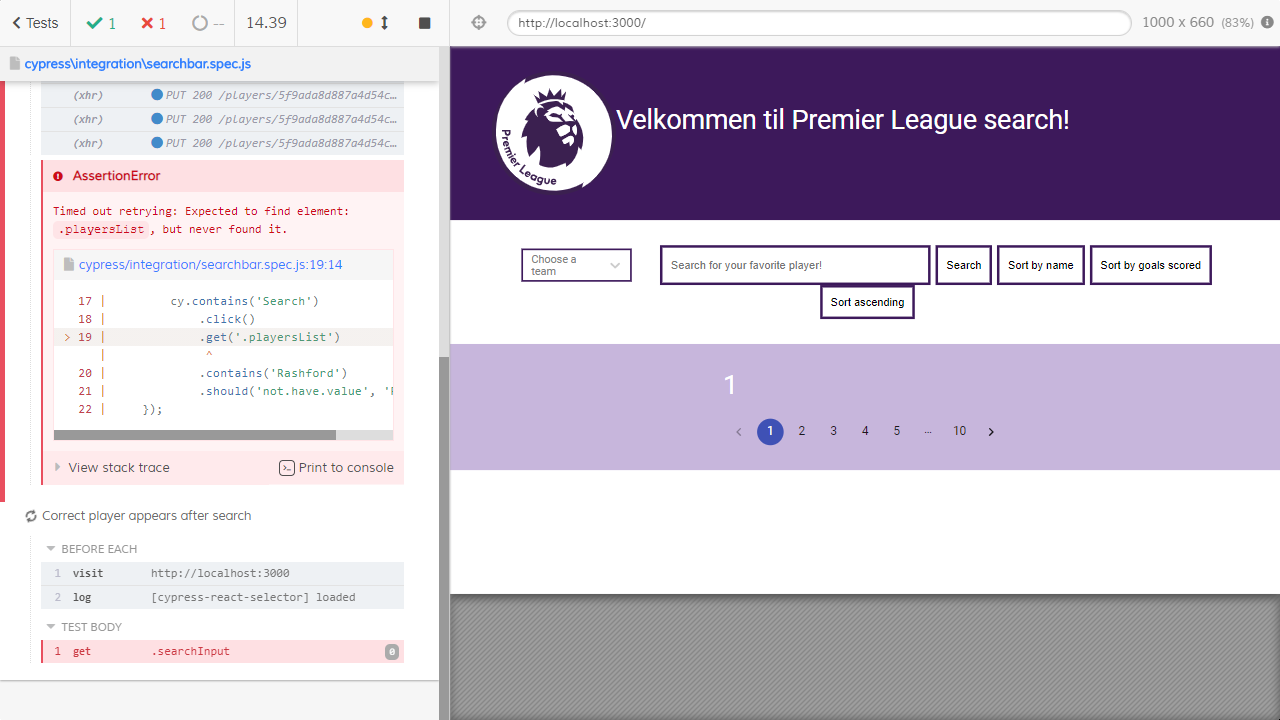 Tests
1
1
--
14.39
http://localhost:3000/
1000 x 660 (83%)
cypress\integration\searchbar.spec.js
(xhr) PUT 200 /players/5f9ada8d887a4d54c…
(xhr) PUT 200 /players/5f9ada8d887a4d54c…
(xhr) PUT 200 /players/5f9ada8d887a4d54c…
AssertionError
Timed out retrying: Expected to find element:
.playersList, but never found it.
cypress/integration/searchbar.spec.js:19:14
17 | cy.contains('Search')
18 | .click()
> 19 | .get('.playersList')
| ^
20 | .contains('Rashford')
21 | .should('not.have.value', '
22 | });
View stack trace
Print to console
Correct player appears after search
BEFORE EACH
1 visit http://localhost:3000
2 log [cypress-react-selector] loaded
TEST BODY
1 get .searchInput 0
Premier League
Velkommen til Premier League search!
Choose a
team
Search for your favorite player!
Search
Sort by name
Sort by goals scored
Sort ascending
1
‹ 1 2 3 4 5 … 10 ›